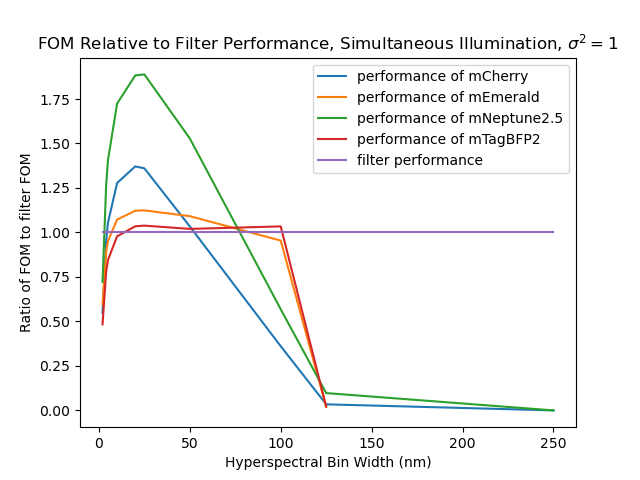 FOM Relative to Filter Performance, Simultaneous Illumination, σ² = 1
performance of mCherry
performance of mEmerald
performance of mNeptune2.5
performance of mTagBFP2
filter performance
Ratio of FOM to filter FOM
1.75
1.50
1.25
1.00
0.75
0.50
0.25
0.00
0 50 100 150 200 250
Hyperspectral Bin Width (nm)